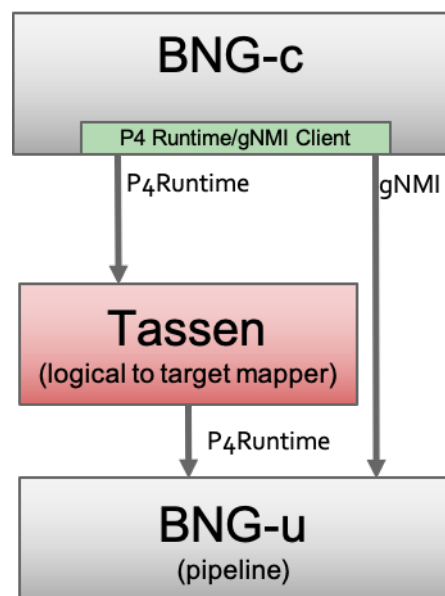 BNG-c
P4 Runtime/gNMI Client
P4Runtime
gNMI
Tassen
(logical to target mapper)
P4Runtime
BNG-u
(pipeline)